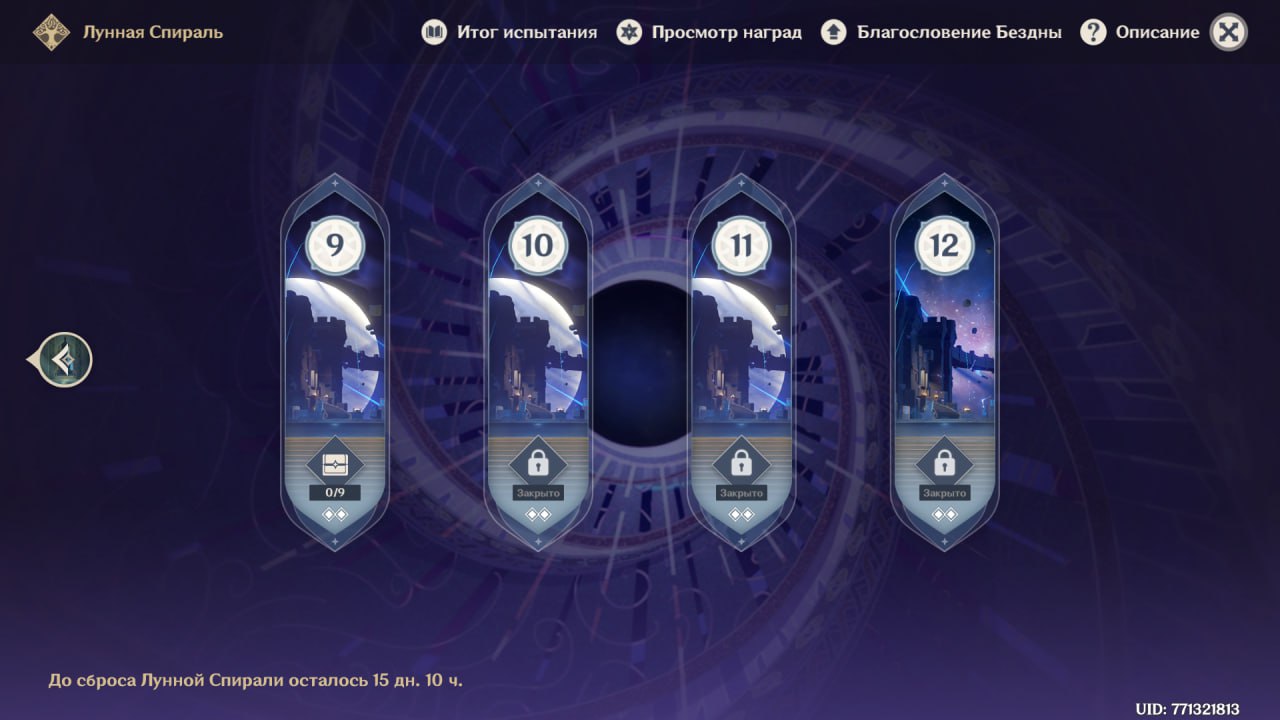 Лунная Спираль
Итог испытания
Просмотр наград
Благословение Бездны
? Описание
9
10
11
12
0/9
Закрыто
Закрыто
Закрыто
До сброса Лунной Спирали осталось 15 дн. 10 ч.
UID: 771321813